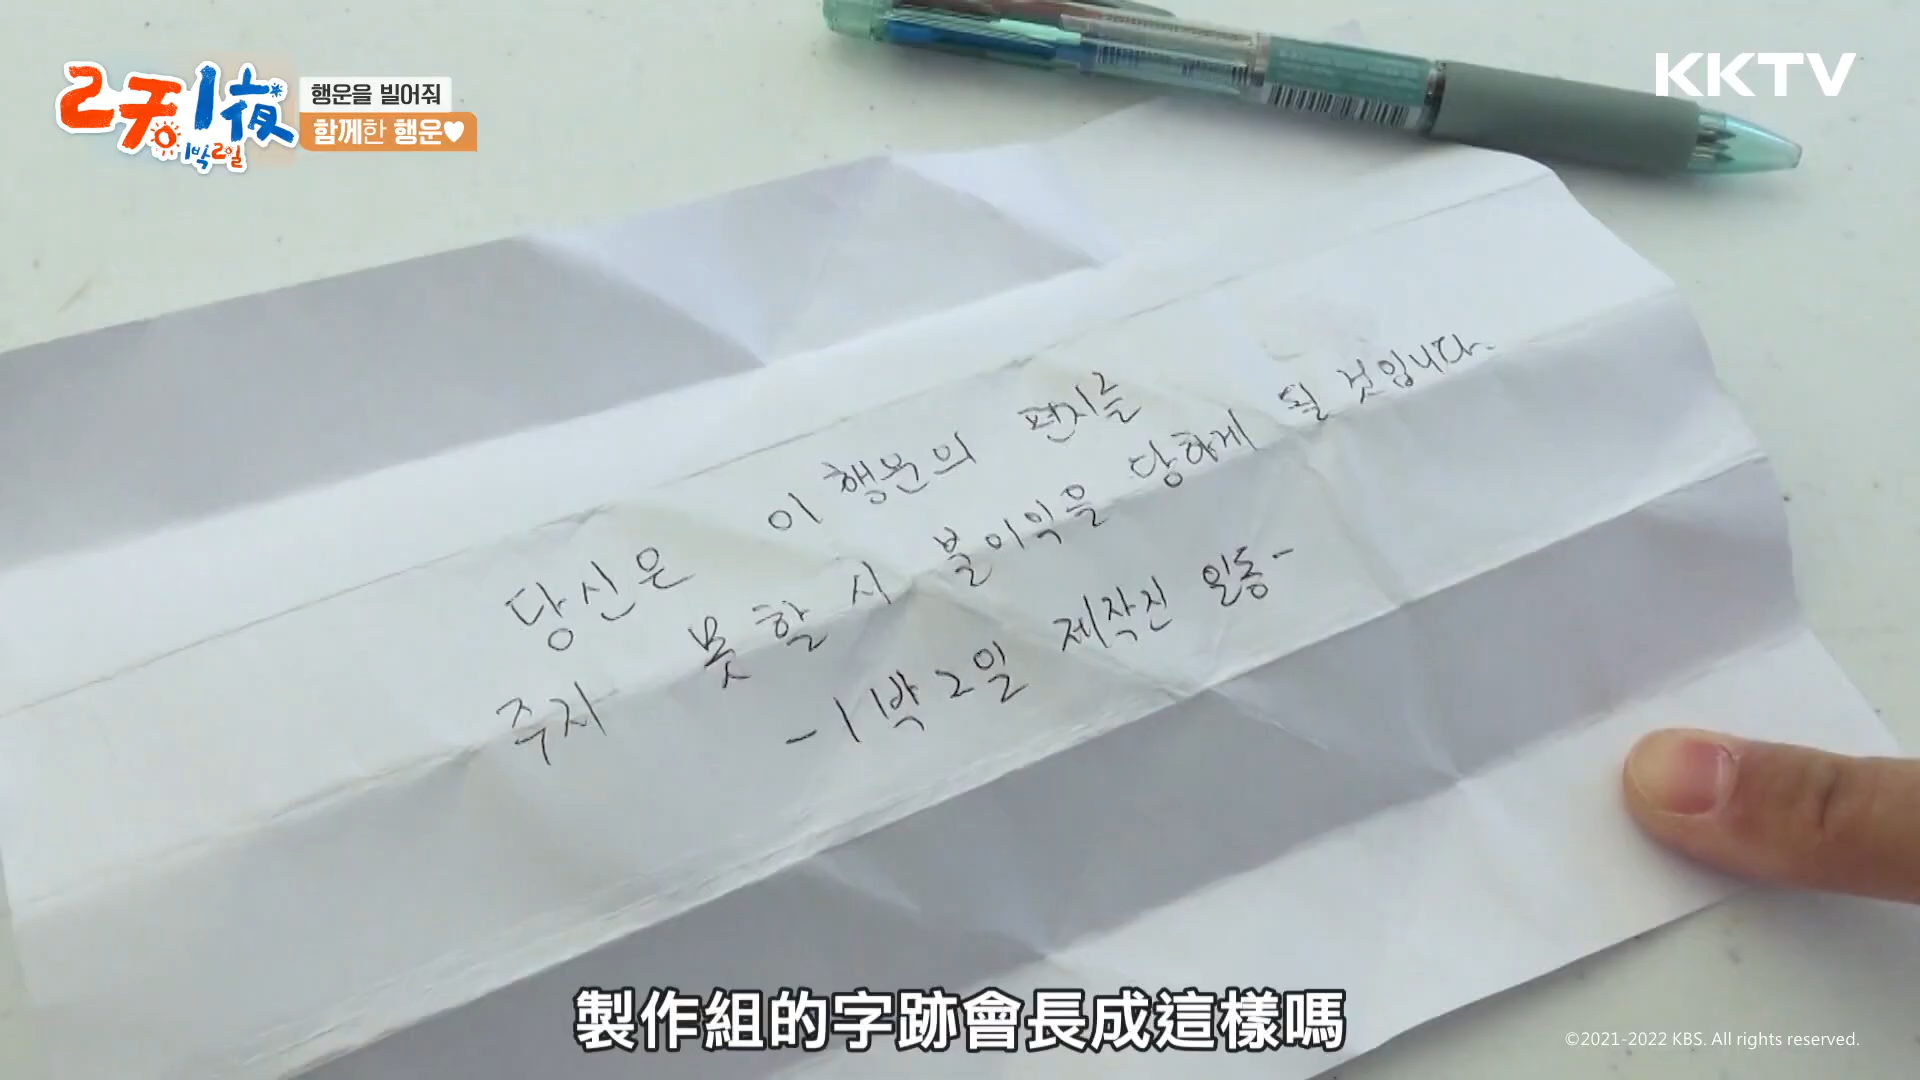 2天1夜
1박2일
행운을 빌어줘
함께한 행운♥
KKTV
당신은 이 행운의 편지를
주지 못할 시 불이익을 당하게 될 것입니다.
-1박2일 제작진 일동-
製作組的字跡會長成這樣嗎
©2021-2022 KBS. All rights reserved.